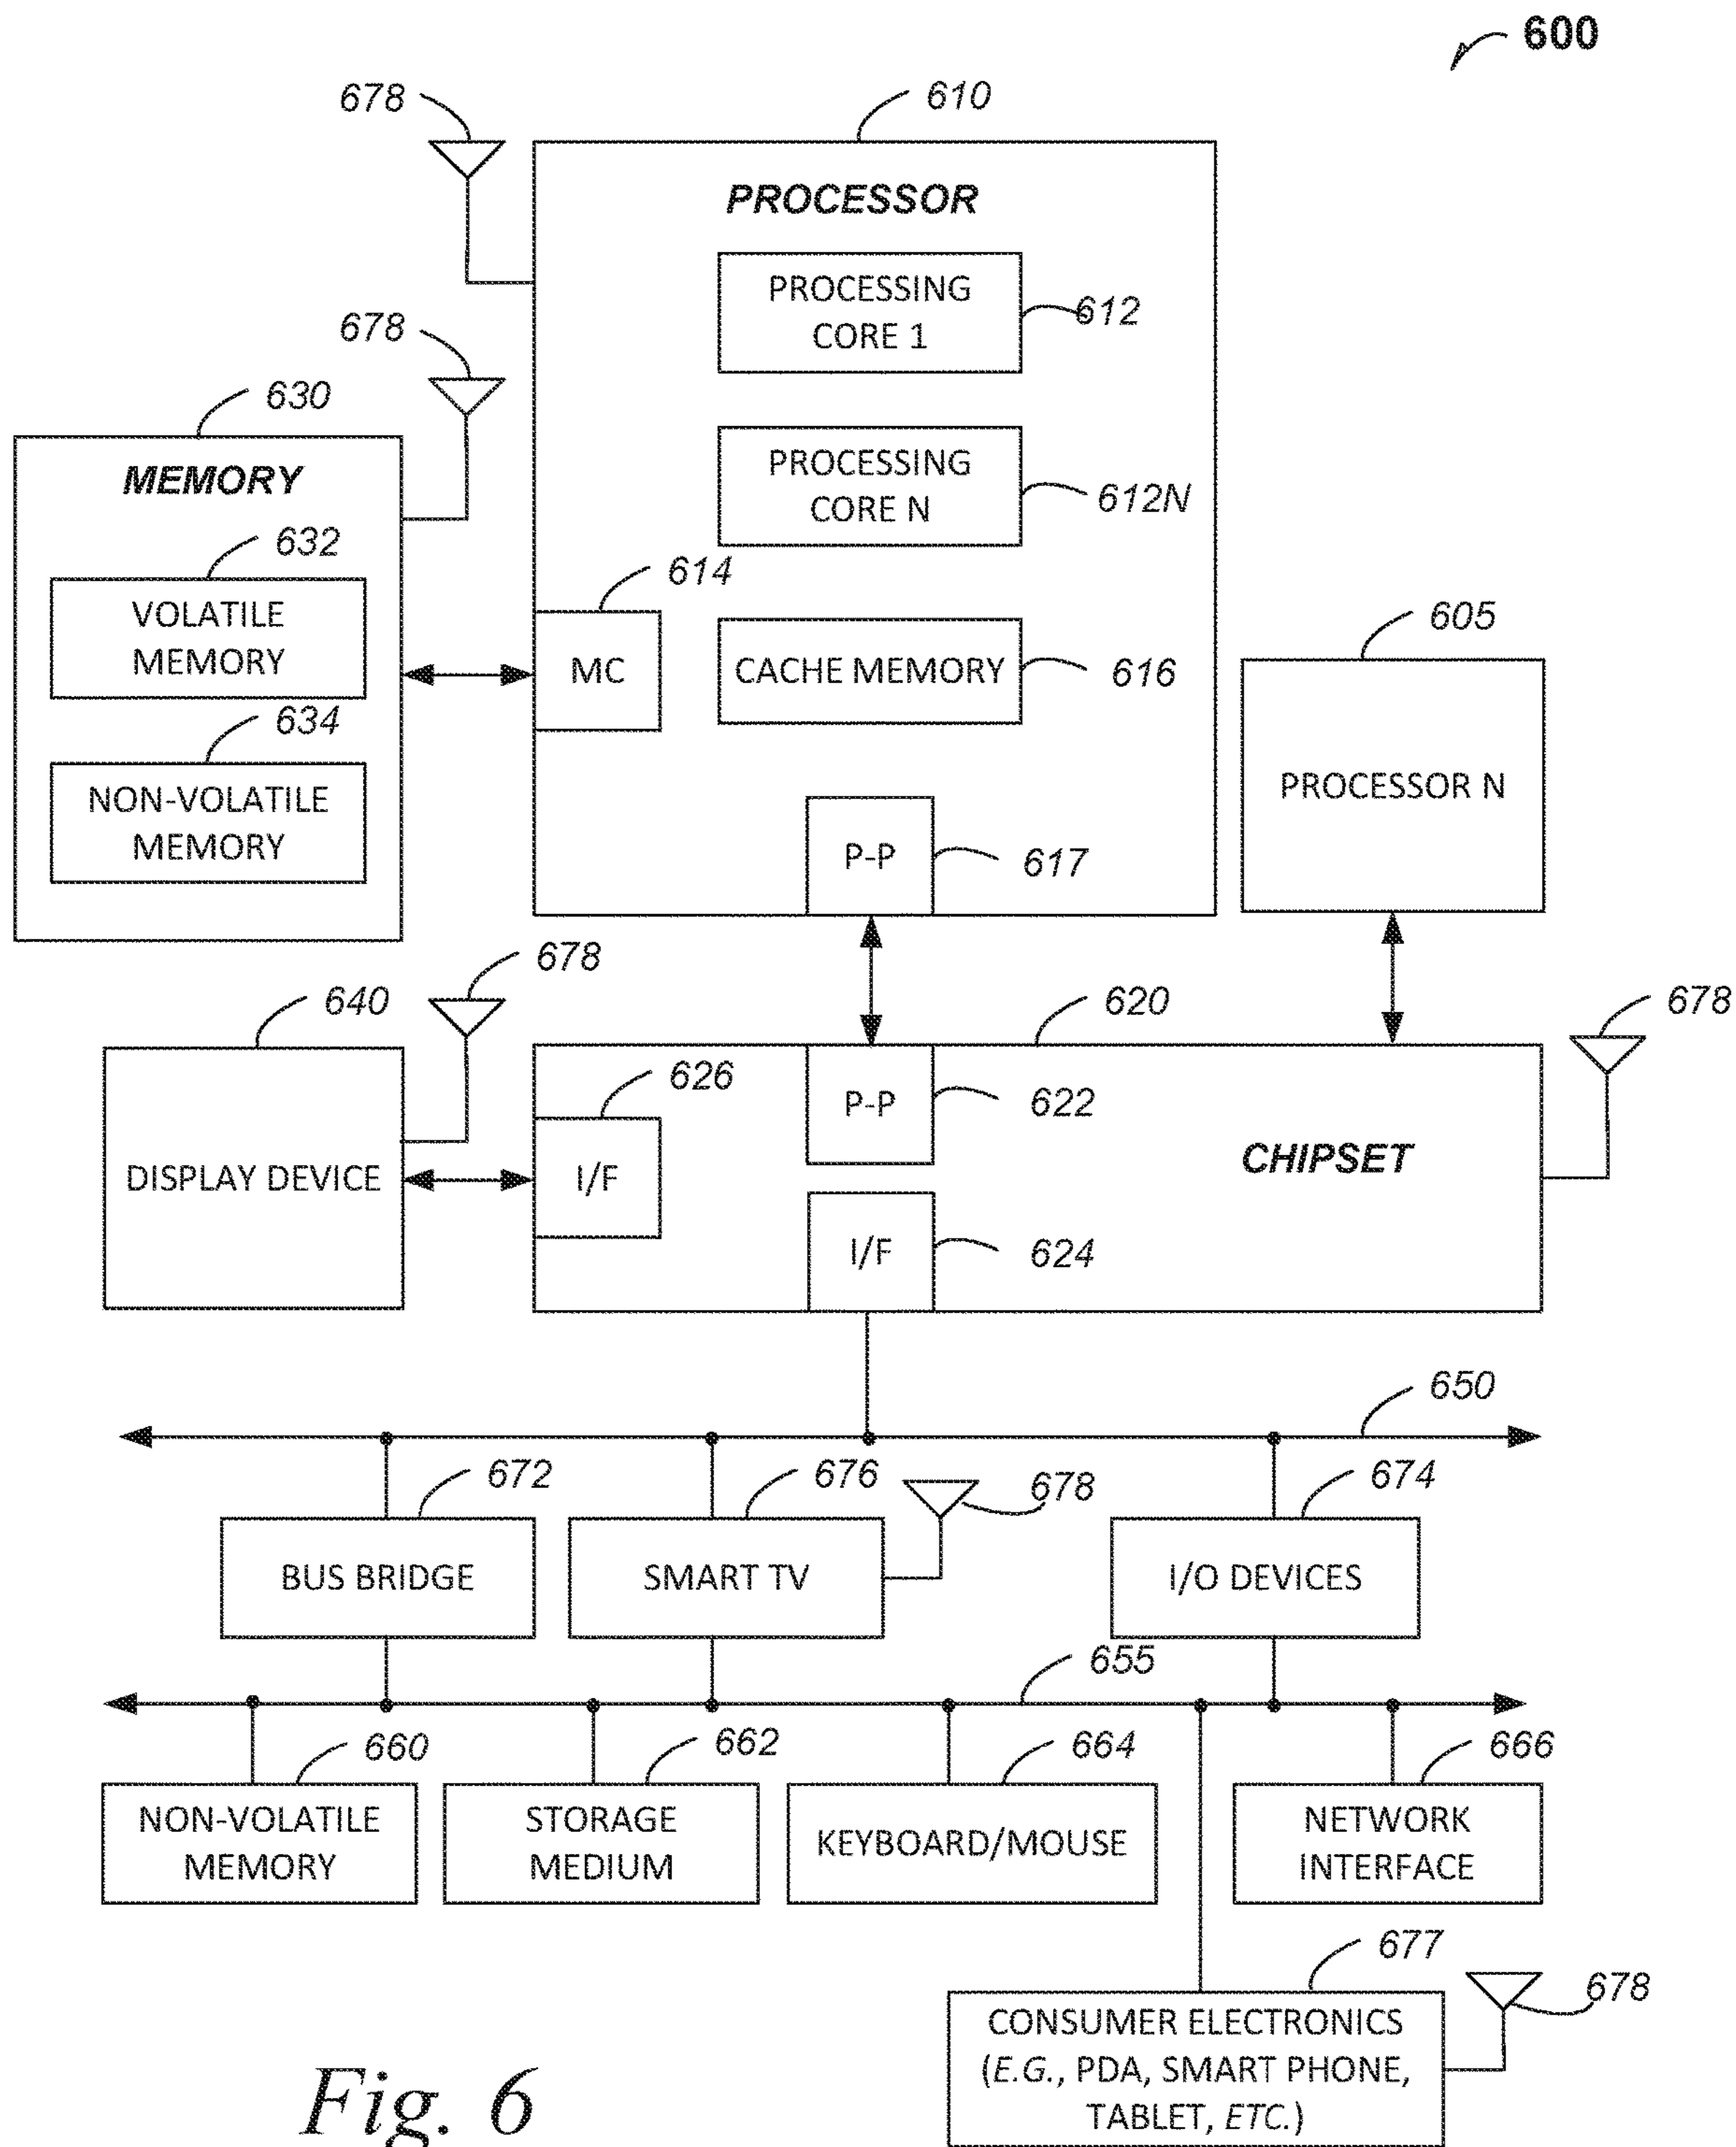 600
678
610
PROCESSOR
PROCESSING
CORE 1
612
678
630
MEMORY
PROCESSING
CORE N
612N
632
VOLATILE
MEMORY
614
MC
CACHE MEMORY
616
605
PROCESSOR N
634
NON-VOLATILE
MEMORY
P-P
617
678
640
DISPLAY DEVICE
620
678
626
I/F
P-P
622
CHIPSET
I/F
624
650
672
676
678
674
BUS BRIDGE
SMART TV
I/O DEVICES
655
660
662
664
666
NON-VOLATILE
MEMORY
STORAGE
MEDIUM
KEYBOARD/MOUSE
NETWORK
INTERFACE
677
678
CONSUMER ELECTRONICS
(E.G., PDA, SMART PHONE,
TABLET, ETC.)
Fig. 6